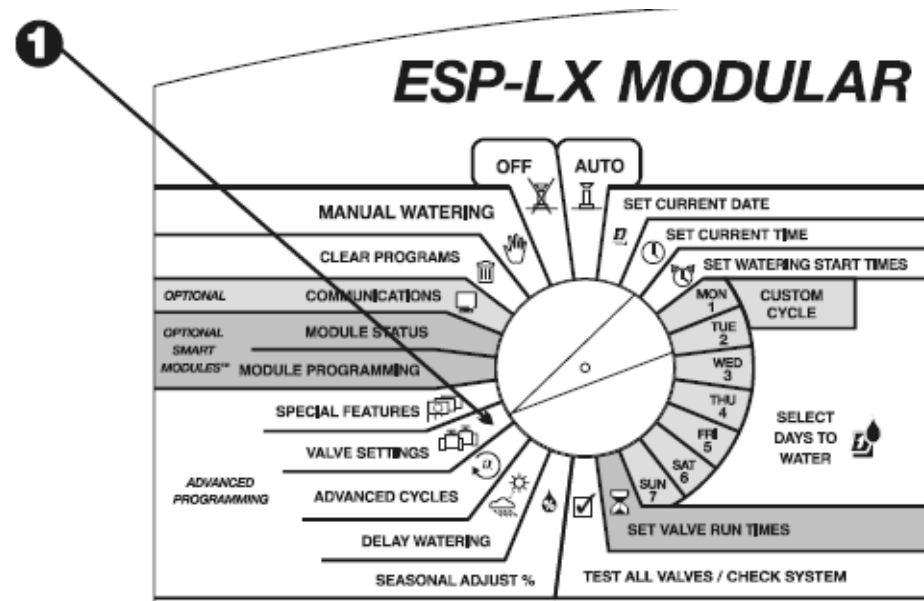 1
ESP-LX MODULAR
OFF
AUTO
MANUAL WATERING
CLEAR PROGRAMS
OPTIONAL
COMMUNICATIONS
OPTIONAL
SMART
MODULES™
MODULE STATUS
MODULE PROGRAMMING
SPECIAL FEATURES
VALVE SETTINGS
ADVANCED
PROGRAMMING
ADVANCED CYCLES
DELAY WATERING
SEASONAL ADJUST %
SET CURRENT DATE
SET CURRENT TIME
SET WATERING START TIMES
MON
1
TUE
2
WED
3
THU
4
FRI
5
SAT
6
SUN
7
CUSTOM
CYCLE
SELECT
DAYS TO
WATER
SET VALVE RUN TIMES
TEST ALL VALVES / CHECK SYSTEM